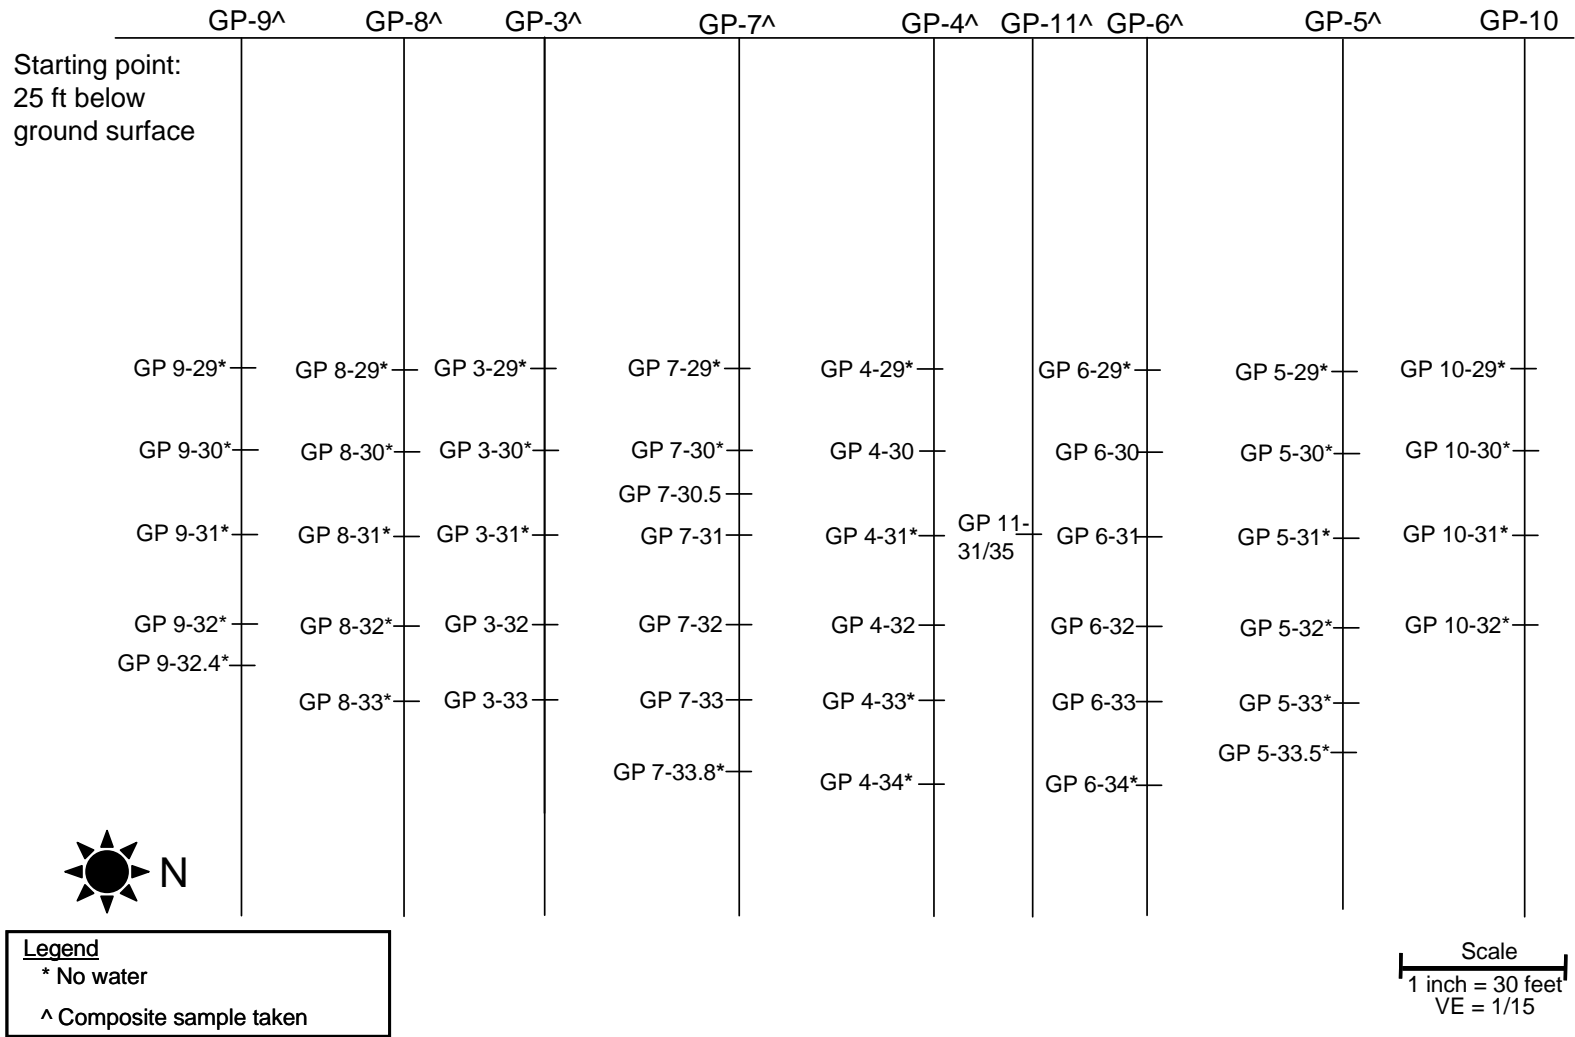 GP-9^ GP-8^ GP-3^ GP-7^ GP-4^ GP-11^ GP-6^ GP-5^ GP-10
Starting point:
25 ft below
ground surface
GP 9-29* GP 8-29* GP 3-29* GP 7-29* GP 4-29* GP 6-29* GP 5-29* GP 10-29*
GP 9-30* GP 8-30* GP 3-30* GP 7-30* GP 4-30 GP 6-30 GP 5-30* GP 10-30*
GP 7-30.5
GP 9-31* GP 8-31* GP 3-31* GP 7-31 GP 4-31* GP 11-
31/35 GP 6-31 GP 5-31* GP 10-31*
GP 9-32* GP 8-32* GP 3-32 GP 7-32 GP 4-32 GP 6-32 GP 5-32* GP 10-32*
GP 9-32.4*
GP 8-33* GP 3-33 GP 7-33 GP 4-33* GP 6-33 GP 5-33*
GP 5-33.5*
GP 7-33.8* GP 4-34* GP 6-34*
N
Legend
* No water
^ Composite sample taken
Scale
1 inch = 30 feet
VE = 1/15